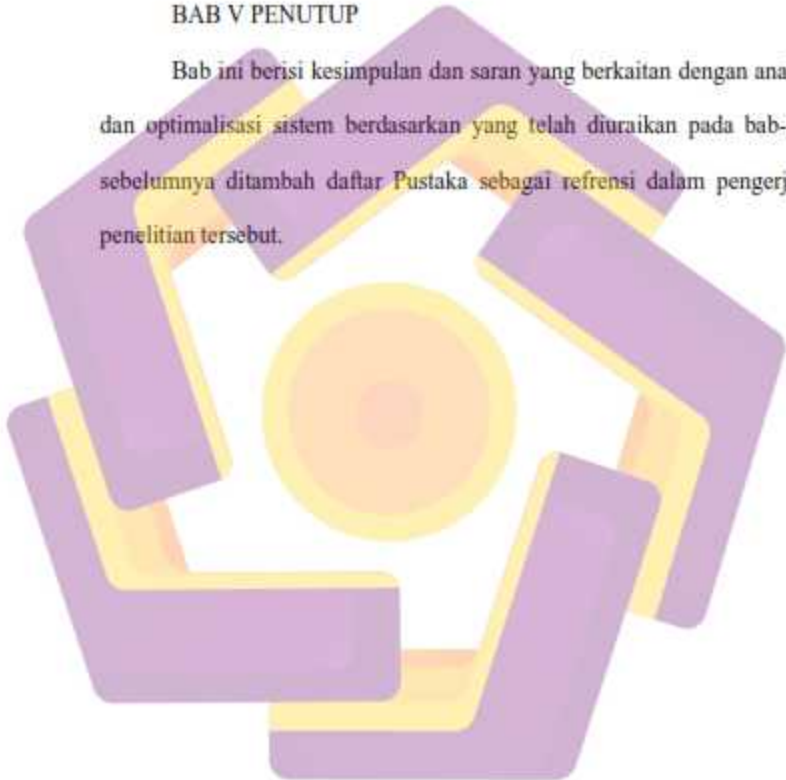 BAB V PENUTUP
Bab ini berisi kesimpulan dan saran yang berkaitan dengan ana
dan optimalisasi sistem berdasarkan yang telah diuraikan pada bab-
sebelumnya ditambah daftar Pustaka sebagai refrensi dalam pengerj
penelitian tersebut.